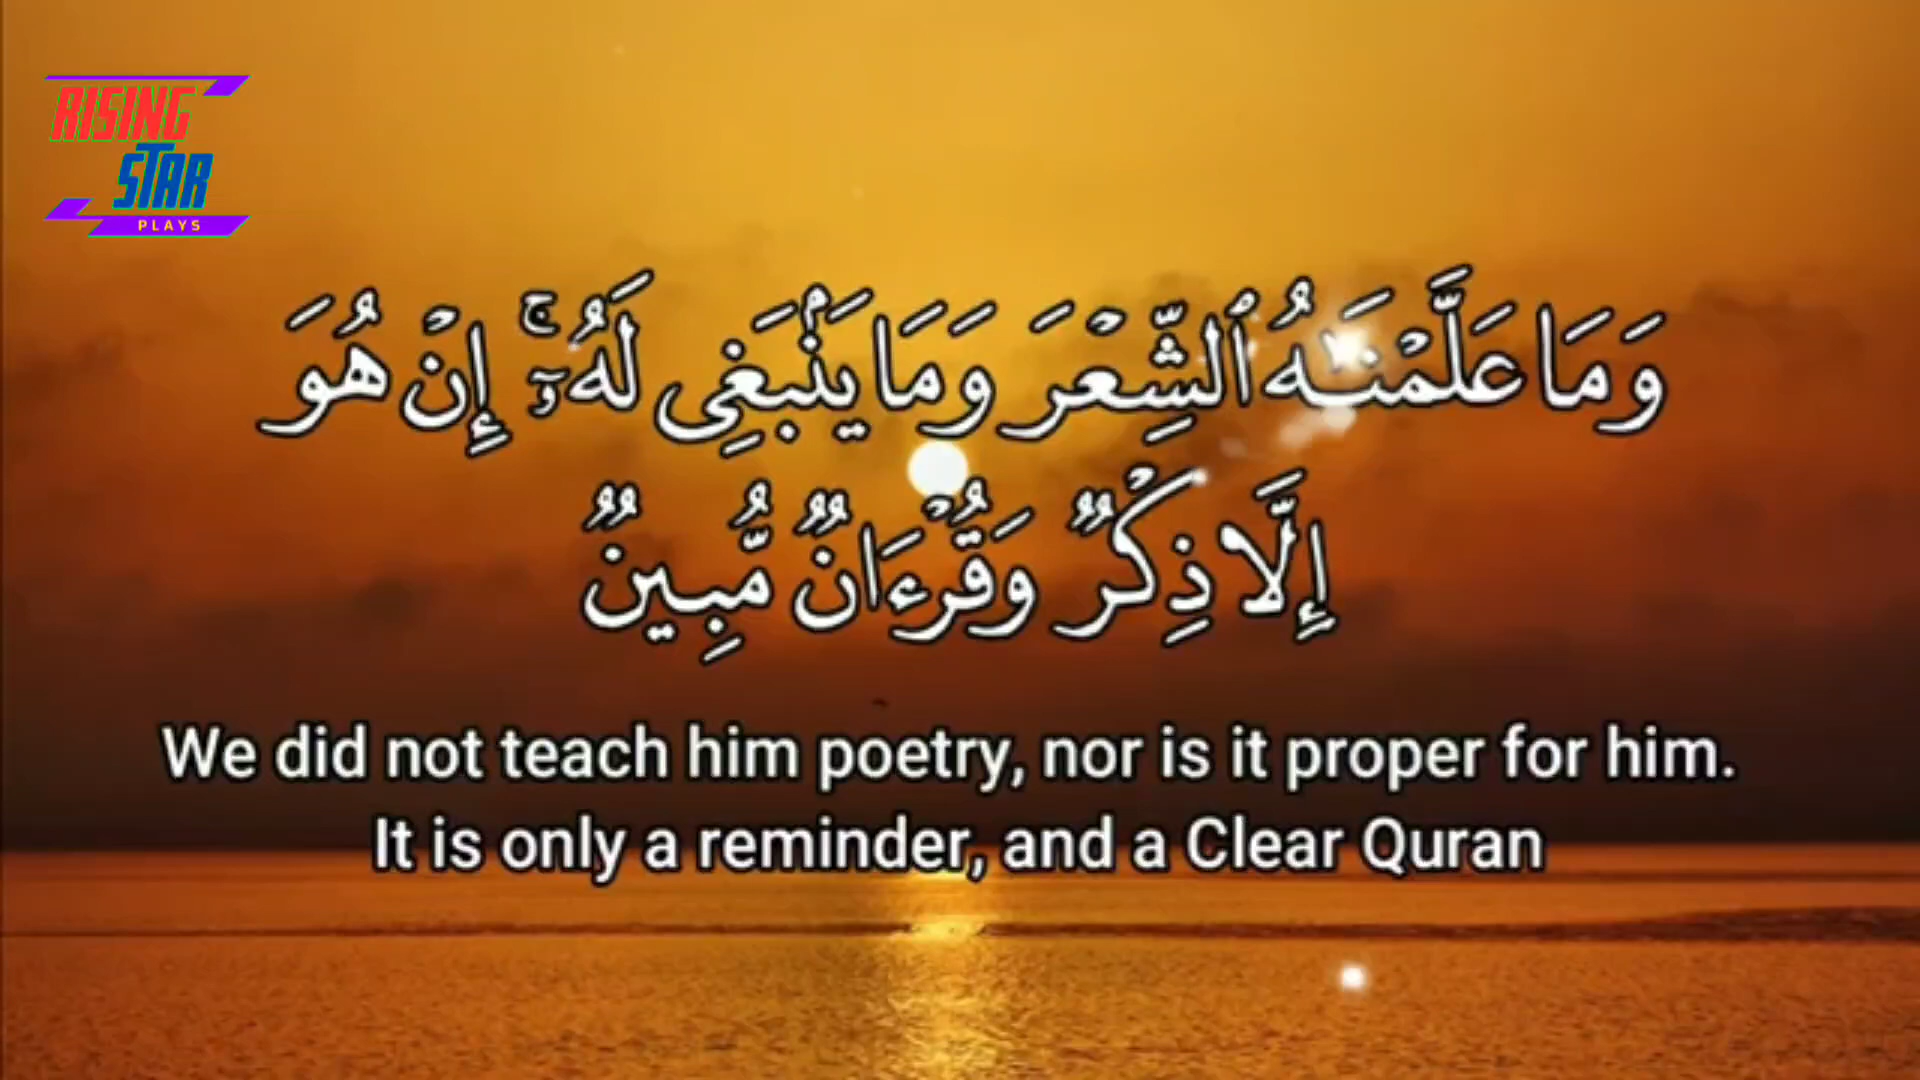 RISING
STAR
PLAYS
وَمَا عَلَّمْنَـٰهُ ٱلشِّعْرَ وَمَا يَنۢبَغِى لَهُۥٓ ۚ إِنْ هُوَ
إِلَّا ذِكْرٌ وَقُرْءَانٌ مُّبِينٌ
We did not teach him poetry, nor is it proper for him.
It is only a reminder, and a Clear Quran